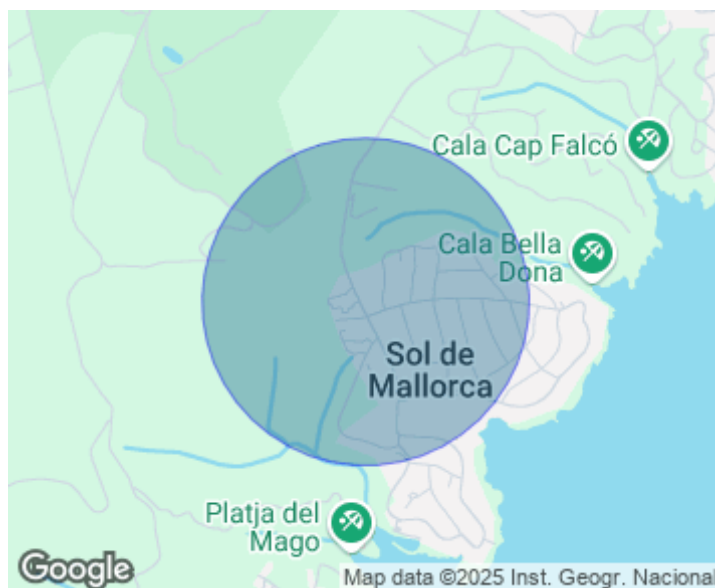 Cala Cap Falcó
Cala Bella
Dona
Sol de
Mallorca
Platja del
Mago
Google
Map data ©2025 Inst. Geogr. Nacional